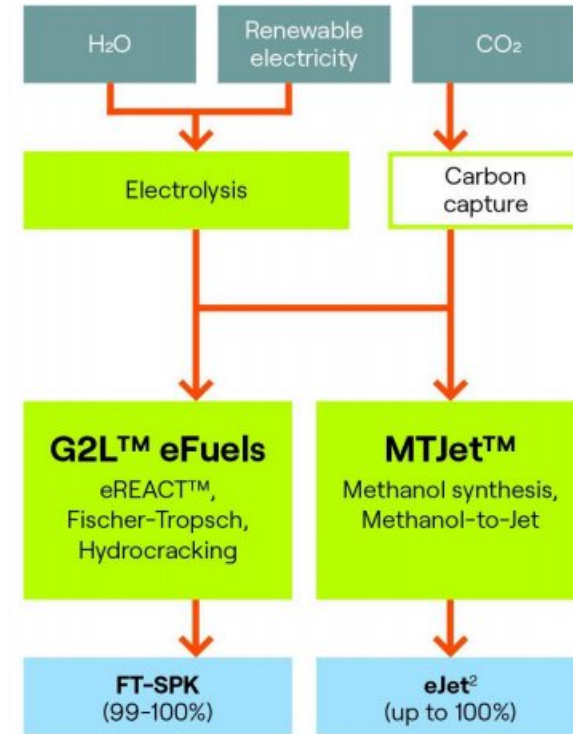 H₂O
Renewable
electricity
CO₂
Electrolysis
Carbon
capture
G2L™ eFuels
eREACT™,
Fischer-Tropsch,
Hydrocracking
MTJet™
Methanol synthesis,
Methanol-to-Jet
FT-SPK
(99-100%)
eJet²
(up to 100%)